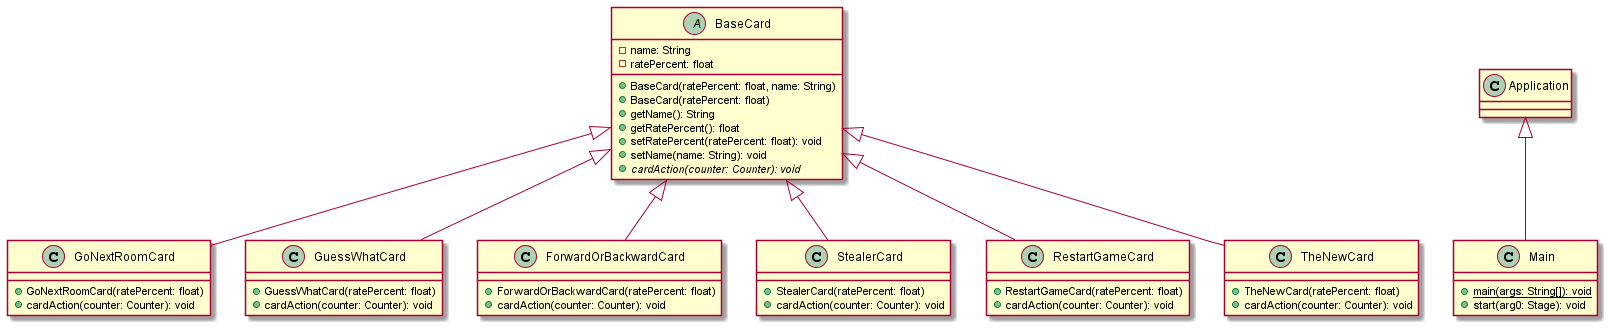 A BaseCard
name: String
ratePercent: float
BaseCard(ratePercent: float, name: String)
BaseCard(ratePercent: float)
getName(): String
getRatePercent(): float
setRatePercent(ratePercent: float): void
setName(name: String): void
cardAction(counter: Counter): void
C Application
C GoNextRoomCard
GoNextRoomCard(ratePercent: float)
cardAction(counter: Counter): void
C GuessWhatCard
GuessWhatCard(ratePercent: float)
cardAction(counter: Counter): void
C ForwardOrBackwardCard
ForwardOrBackwardCard(ratePercent: float)
cardAction(counter: Counter): void
C StealerCard
StealerCard(ratePercent: float)
cardAction(counter: Counter): void
C RestartGameCard
RestartGameCard(ratePercent: float)
cardAction(counter: Counter): void
C TheNewCard
TheNewCard(ratePercent: float)
cardAction(counter: Counter): void
C Main
main(args: String[]): void
start(arg0: Stage): void